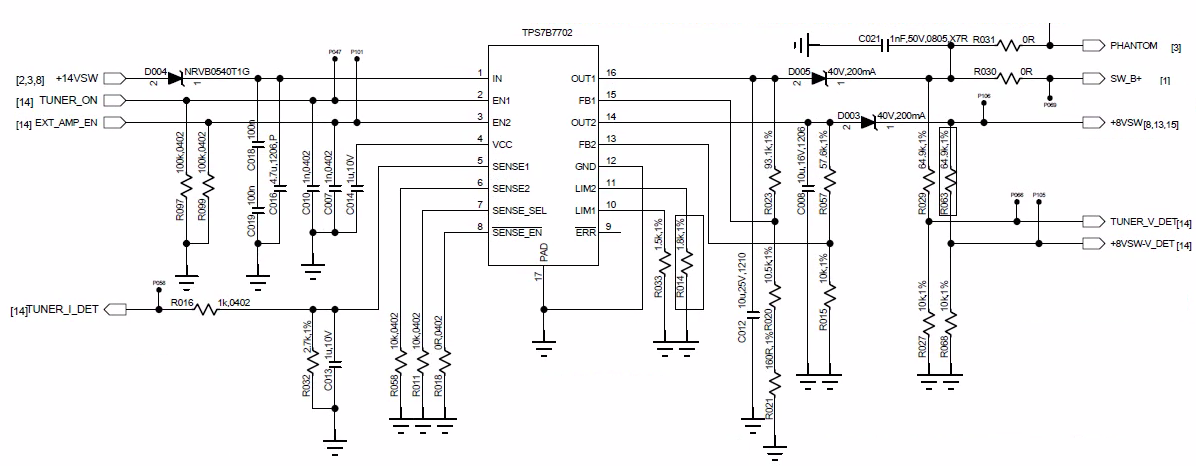 TPS7B7702
C021 1nF,50V,0805,X7R R031 0R PHANTOM [3]
P047 P101
[2,3,8] +14VSW D004 NRVB0540T1G 2 1
1 IN OUT1 16 D005 40V,200mA 2 1 R030 0R SW_B+ [1]
P069
[14] TUNER_ON 2 EN1 FB1 15
P106
[14] EXT_AMP_EN 3 EN2 OUT2 14 D003 40V,200mA 2 1 +8VSW [8,13,15]
4 VCC FB2 13
5 SENSE1 GND 12
6 SENSE2 LIM2 11
7 SENSE_SEL LIM1 10
8 SENSE_EN ERR 9
PAD
17
R097 100k,0402
R099 100k,0402
C018 100n
C019 100n
C016 4.7u,1206,P
C010 1n,0402
C007 1n,0402
C014 1u,10V
R023 93.1k,1%
C008 10u,16V,1206
R057 57.6k,1%
R029 64.9k,1%
R063 64.9k,1%
P066 P105
TUNER_V_DET [14]
+8VSW-V_DET [14]
R033 1.5k,1%
R014 1.8k,1%
C012 10u,25V,1210
R020 10.5k,1%
R015 10k,1%
R027 10k,1%
R068 10k,1%
R021 160R,1%
P058
[14] TUNER_I_DET R016 1k,0402
R032 2.7k,1%
C013 1u,10V
R058 10k,0402
R011 10k,0402
R018 0R,0402